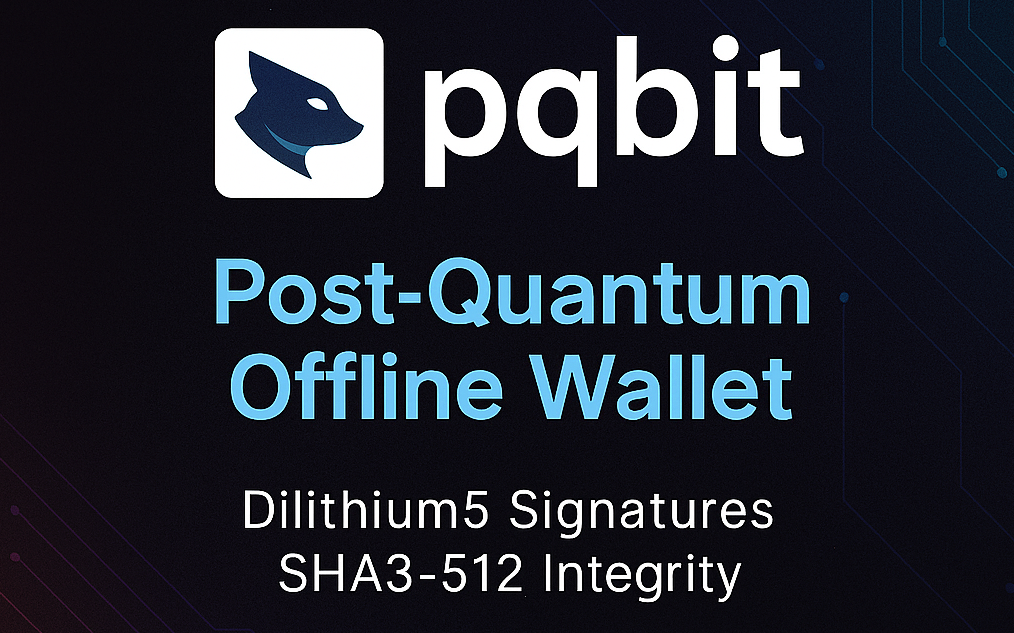 pqbit
Post-Quantum
Offline Wallet
Dilithium5 Signatures
SHA3-512 Integrity